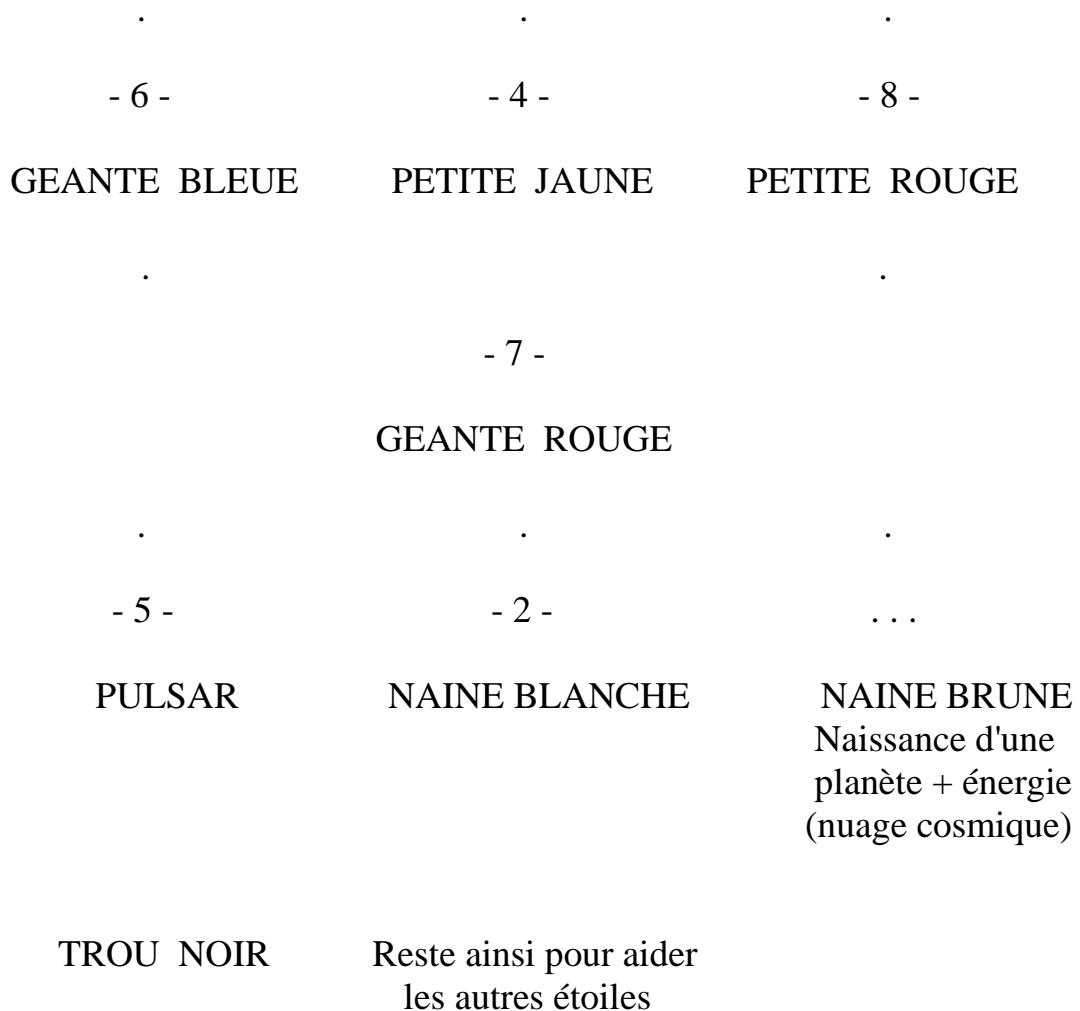 . . .
- 6 - - 4 - - 8 -
GEANTE BLEUE PETITE JAUNE PETITE ROUGE
. .
- 7 -
GEANTE ROUGE
. . .
- 5 - - 2 - . . .
PULSAR NAINE BLANCHE NAINE BRUNE
Naissance d'une
planète + énergie
(nuage cosmique)
TROU NOIR Reste ainsi pour aider
les autres étoiles